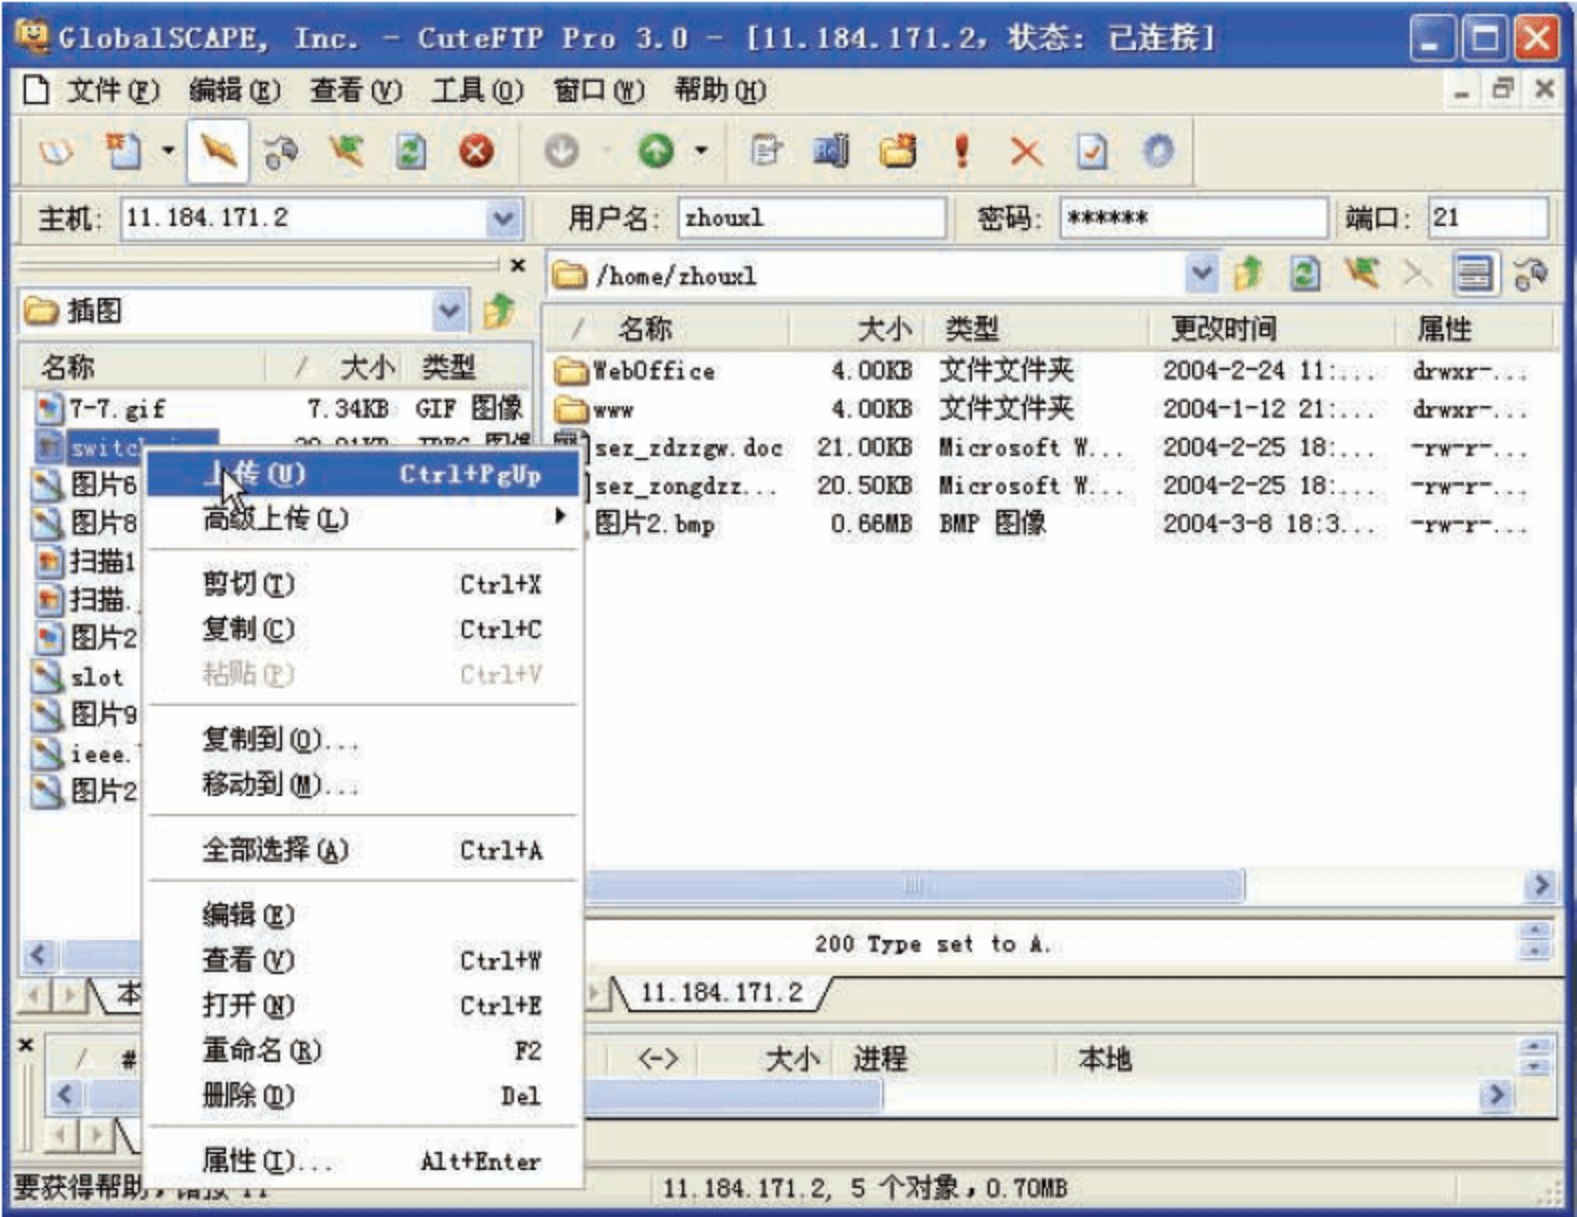 GlobalSCAPE, Inc. - CuteFTP Pro 3.0 - [11.184.171.2, 状态: 已连接]
文件(F) 编辑(E) 查看(V) 工具(O) 窗口(W) 帮助(H)
主机: 11.184.171.2 用户名: zhouxl 密码: ****** 端口: 21
/home/zhouxl
插图
/ 名称 大小 类型 更改时间 属性
名称 / 大小 类型
WebOffice 4.00KB 文件文件夹 2004-2-24 11:... drwxr-...
7-7.gif 7.34KB GIF 图像
www 4.00KB 文件文件夹 2004-1-12 21:... drwxr-...
sez_zdzzgw.doc 21.00KB Microsoft W... 2004-2-25 18:... -rw-r-...
sez_zongdzz... 20.50KB Microsoft W... 2004-2-25 18:... -rw-r-...
图片2.bmp 0.66MB BMP 图像 2004-3-8 18:3... -rw-r-...
图片6
图片8
扫描1
扫描.
图片2
slot
图片9
ieee.
图片2
上传(U) Ctrl+PgUp
高级上传(L)
剪切(T) Ctrl+X
复制(C) Ctrl+C
粘贴(P) Ctrl+V
复制到(O)...
移动到(M)...
全部选择(A) Ctrl+A
编辑(E)
查看(V) Ctrl+W
打开(N) Ctrl+E
重命名(R) F2
删除(D) Del
属性(I)... Alt+Enter
200 Type set to A.
11.184.171.2
/ # <-> 大小 进程 本地
要获得帮助
11.184.171.2, 5 个对象,0.70MB